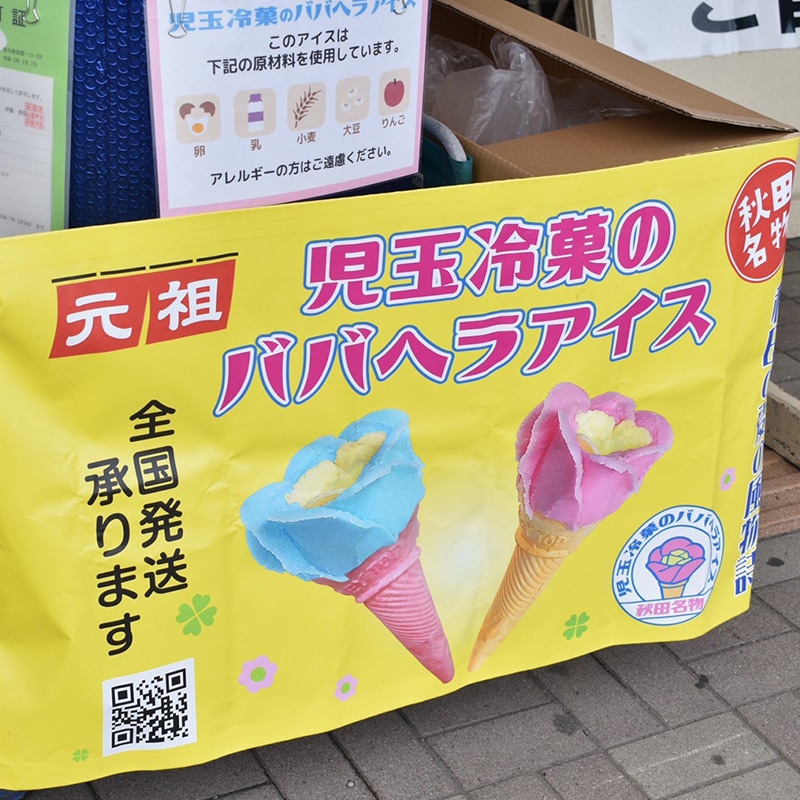 児玉冷菓のババヘラアイス
このアイスは
下記の原材料を使用しています。
卵
乳
小麦
大豆
りんご
アレルギーの方はご遠慮ください。
元祖
児玉冷菓の
ババヘラアイス
秋田
名物
全国発送
承ります
児玉冷菓のババヘラアイス
秋田名物